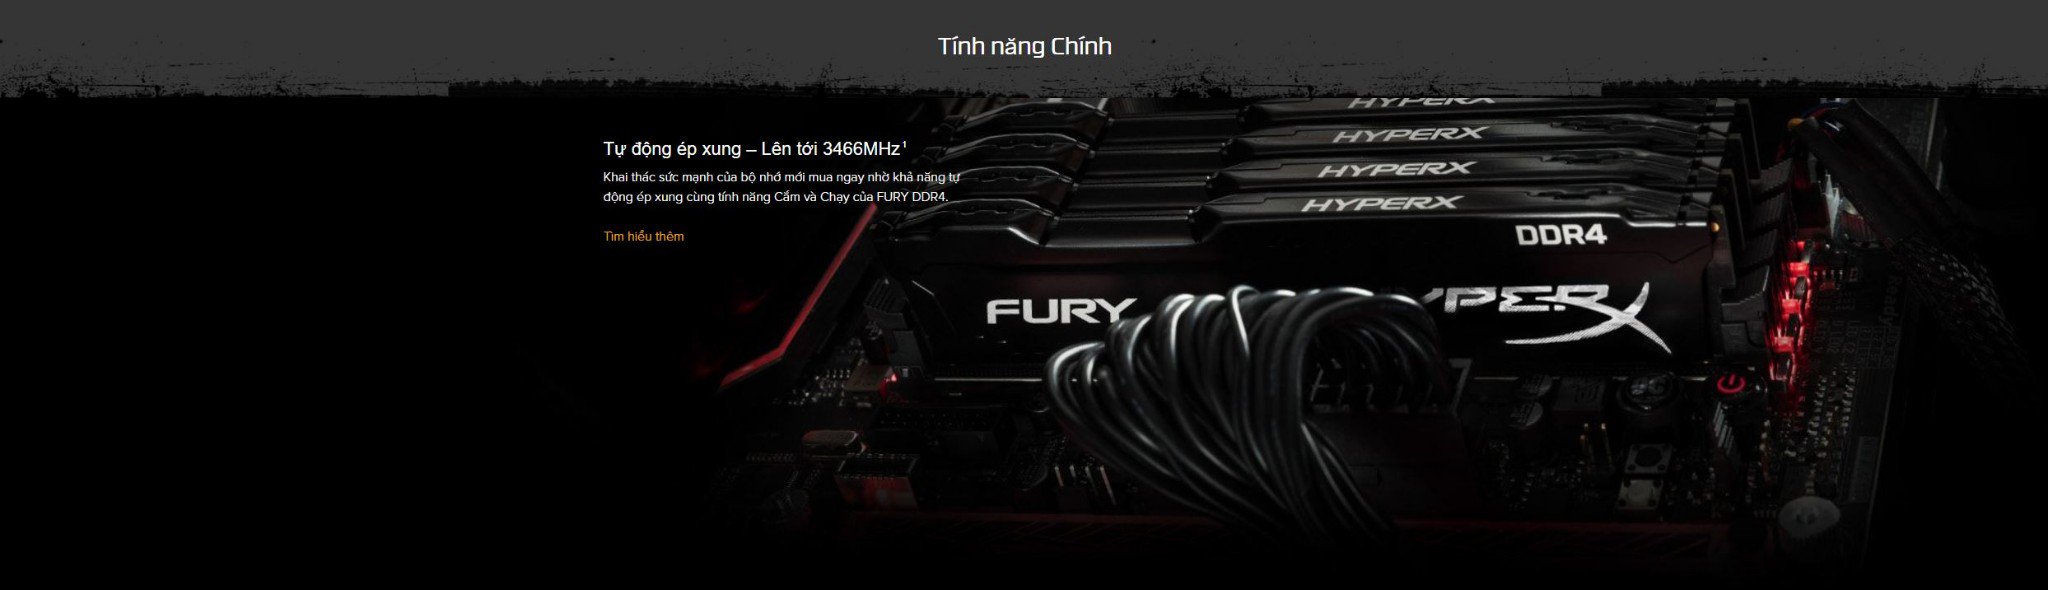 Tính năng Chính
Tự động ép xung – Lên tới 3466MHz¹
Khai thác sức mạnh của bộ nhớ mới mua ngay nhờ khả năng tự
động ép xung cùng tính năng Cắm và Chạy của FURY DDR4.
Tìm hiểu thêm
HYPERX
HYPERX
HYPERX
HYPERX
DDR4
FURY
YPERX